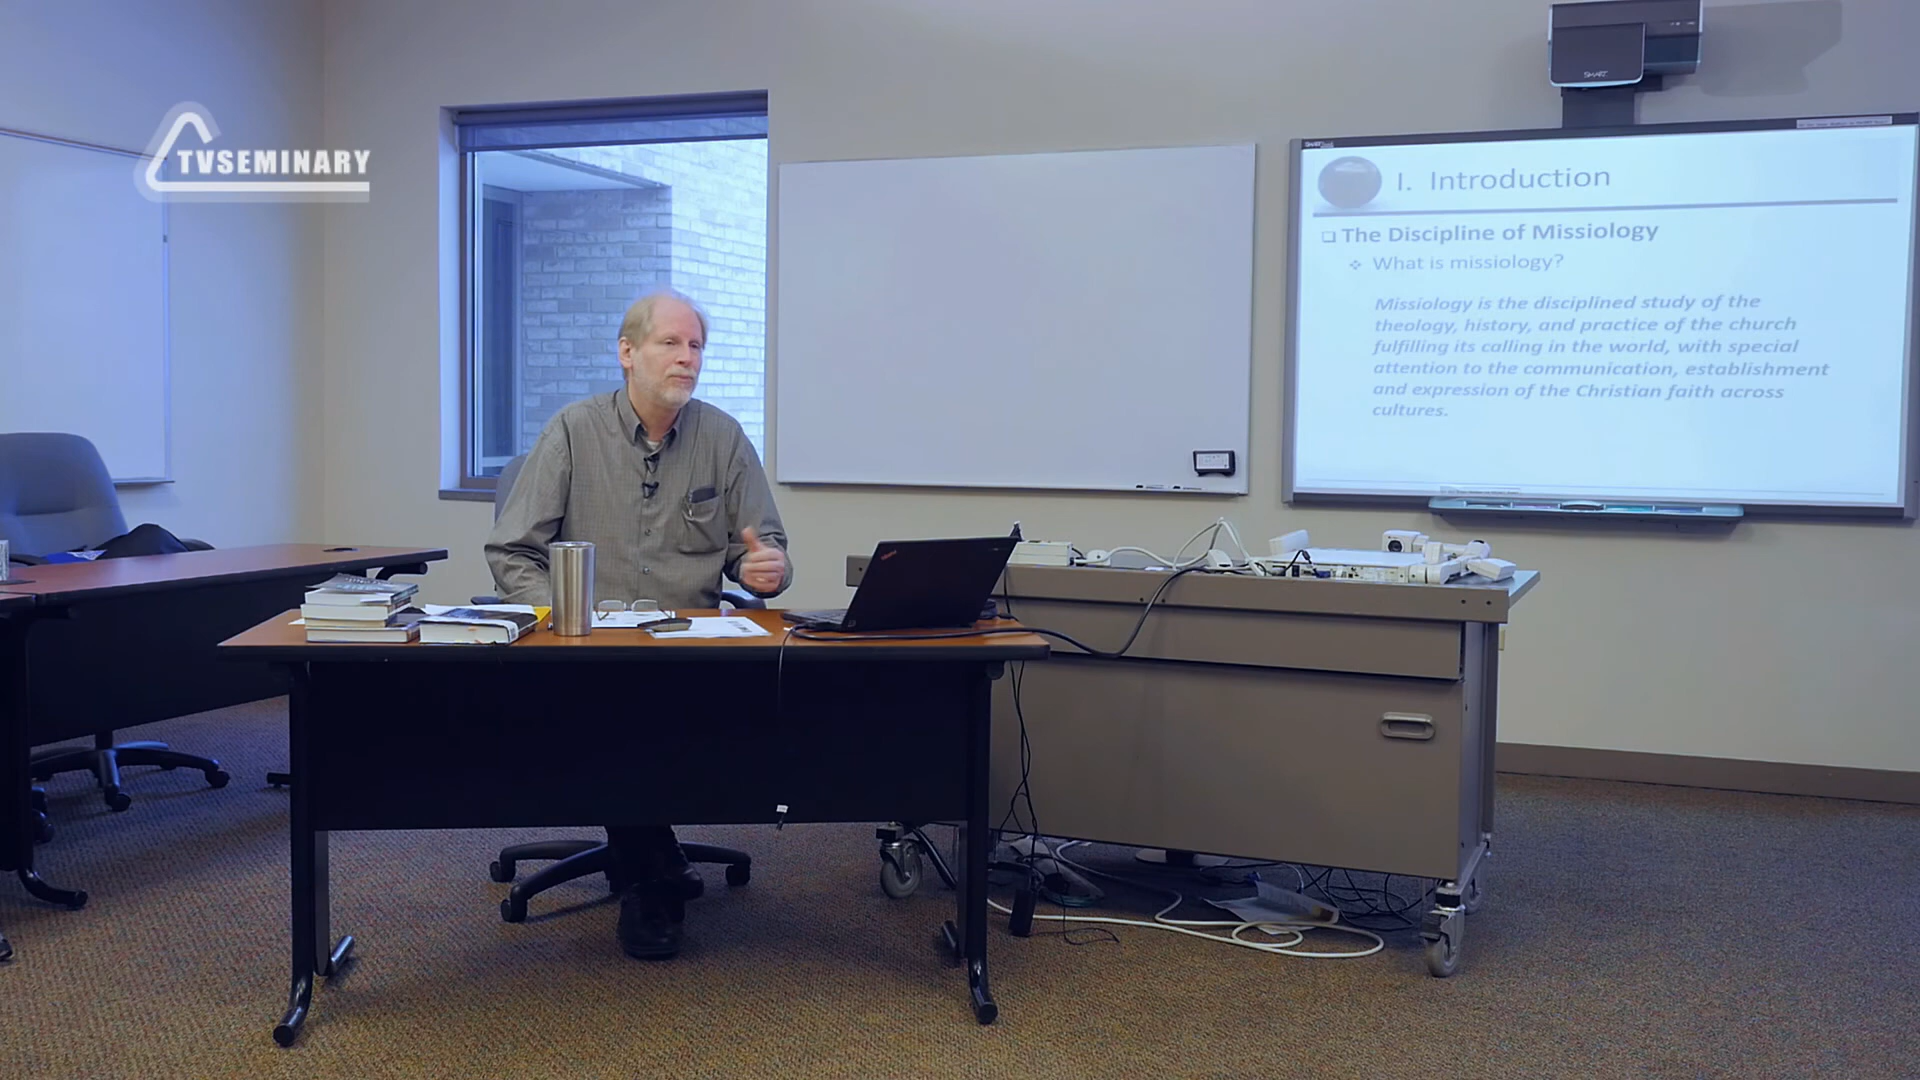 TVSEMINARY
SMART
I. Introduction
The Discipline of Missiology
What is missiology?
Missiology is the disciplined study of the
theology, history, and practice of the church
fulfilling its calling in the world, with special
attention to the communication, establishment
and expression of the Christian faith across
cultures.